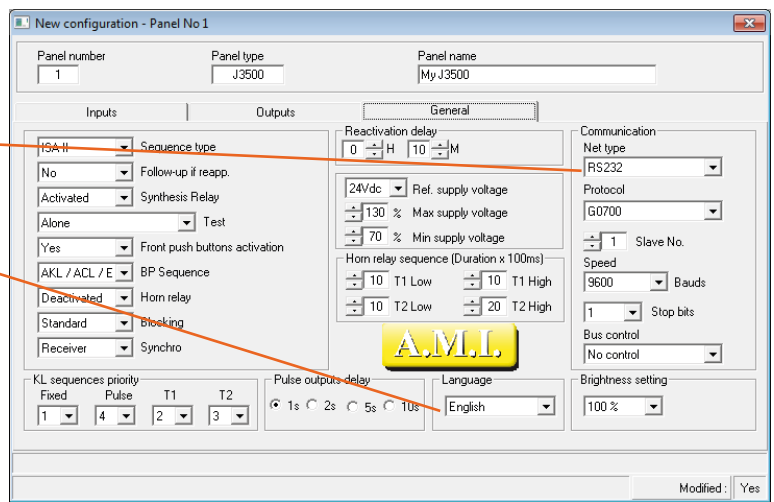 New configuration - Panel No 1
Panel number Panel type Panel name
1 J3500 My J3500
Inputs Outputs General
ISA II Sequence type
No Follow-up if reapp.
Activated Synthesis Relay
Alone Test
Yes Front push buttons activation
AKL / ACL / E BP Sequence
Deactivated Horn relay
Standard Blocking
Receiver Synchro
Reactivation delay
0 H 10 M
24Vdc Ref. supply voltage
130 % Max supply voltage
70 % Min supply voltage
Horn relay sequence (Duration x 100ms)
10 T1 Low 10 T1 High
10 T2 Low 20 T2 High
A.M.I.
Communication
Net type
RS232
Protocol
G0700
1 Slave No.
Speed
9600 Bauds
1 Stop bits
Bus control
No control
KL sequences priority
Fixed Pulse T1 T2
1 4 2 3
Pulse outputs delay
1s 2s 5s 10s
Language
English
Brightness setting
100 %
Modified : Yes